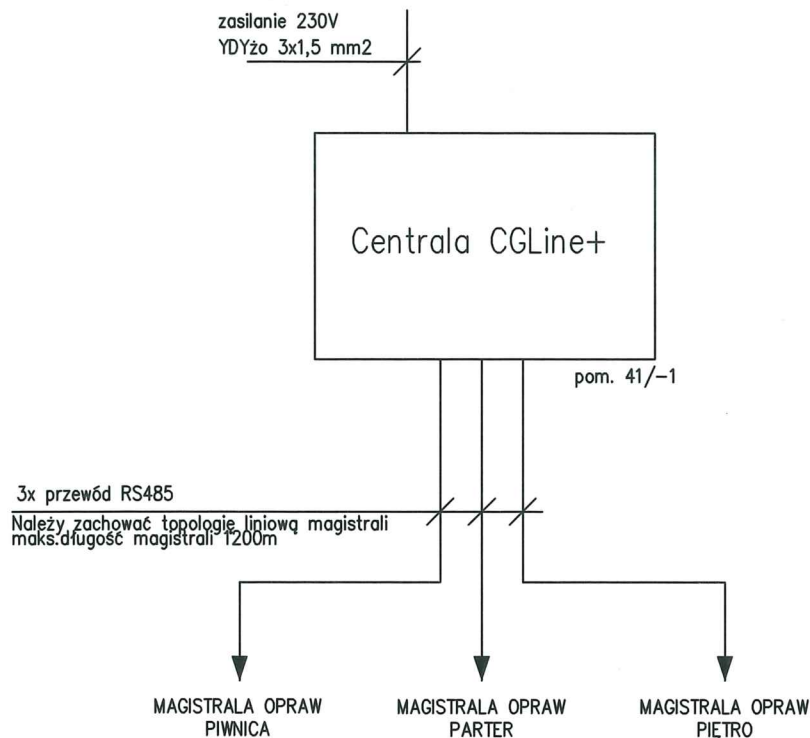 zasilanie 230V
YDYżo 3x1,5 mm2
Centrala CGLine+
pom. 41/-1
3x przewód RS485
Należy zachować topologię liniową magistrali
maks.długość magistrali 1200m
MAGISTRALA OPRAW
PIWNICA
MAGISTRALA OPRAW
PARTER
MAGISTRALA OPRAW
PIĘTRO